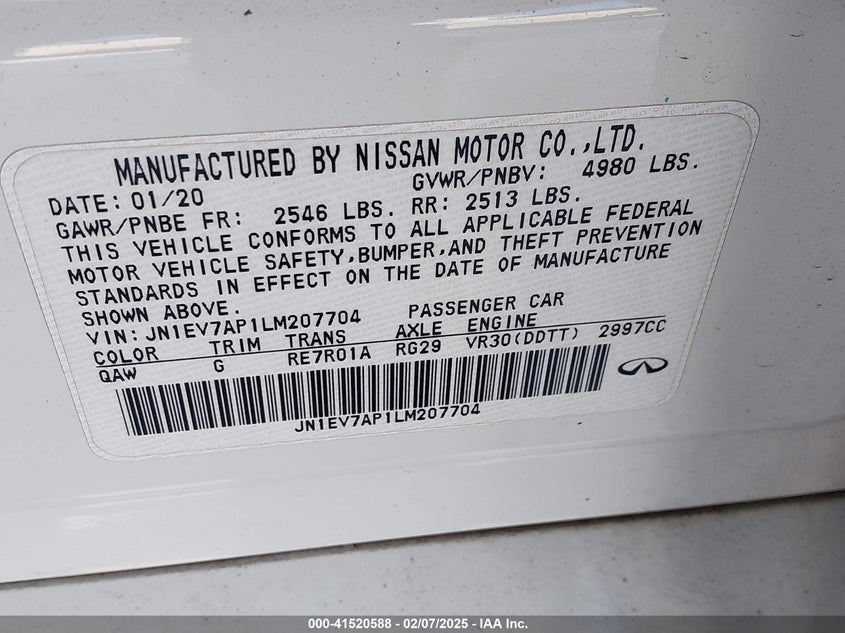 MANUFACTURED BY NISSAN MOTOR CO.,LTD.
DATE: 01/20 GVWR/PNBV: 4980 LBS.
GAWR/PNBE FR: 2546 LBS. RR: 2513 LBS.
THIS VEHICLE CONFORMS TO ALL APPLICABLE FEDERAL
MOTOR VEHICLE SAFETY,BUMPER,AND THEFT PREVENTION
STANDARDS IN EFFECT ON THE DATE OF MANUFACTURE
SHOWN ABOVE.
VIN: JN1EV7AP1LM207704 PASSENGER CAR
COLOR TRIM TRANS AXLE ENGINE
QAW G RE7R01A RG29 VR30(DDTT) 2997CC
JN1EV7AP1LM207704
000-41520588 - 02/07/2025 - IAA Inc.